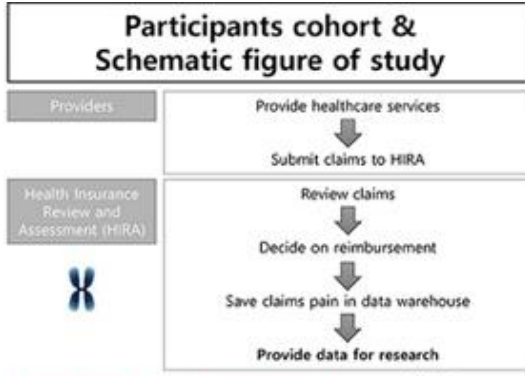 Participants cohort &
Schematic figure of study
Providers
Provide healthcare services
Submit claims to HIRA
Health Insurance
Review and
Assessment (HIRA)
Review claims
Decide on reimbursement
Save claims pain in data warehouse
Provide data for research